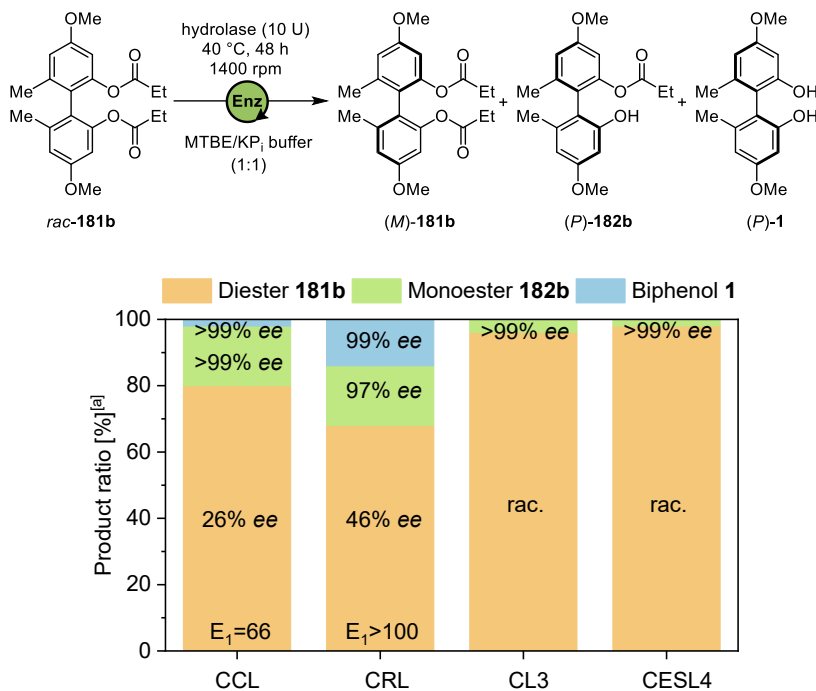 OMe
OMe
OMe
hydrolase (10 U)
40 °C, 48 h
1400 rpm
Me
O
Et
O
Me
O
Et
O
OMe
Enz
MTBE/KPi buffer
(1:1)
Me
O
Et
O
Me
O
Et
O
OMe
+
Me
O
Et
O
Me
OH
OMe
+
Me
OH
Me
OH
OMe
OMe
rac-181b
(M)-181b
(P)-182b
(P)-1
Diester 181b
Monoester 182b
Biphenol 1
Product ratio [%][a]
100
80
60
40
20
0
>99% ee
>99% ee
26% ee
E1=66
99% ee
97% ee
46% ee
E1>100
>99% ee
rac.
>99% ee
rac.
CCL
CRL
CL3
CESL4